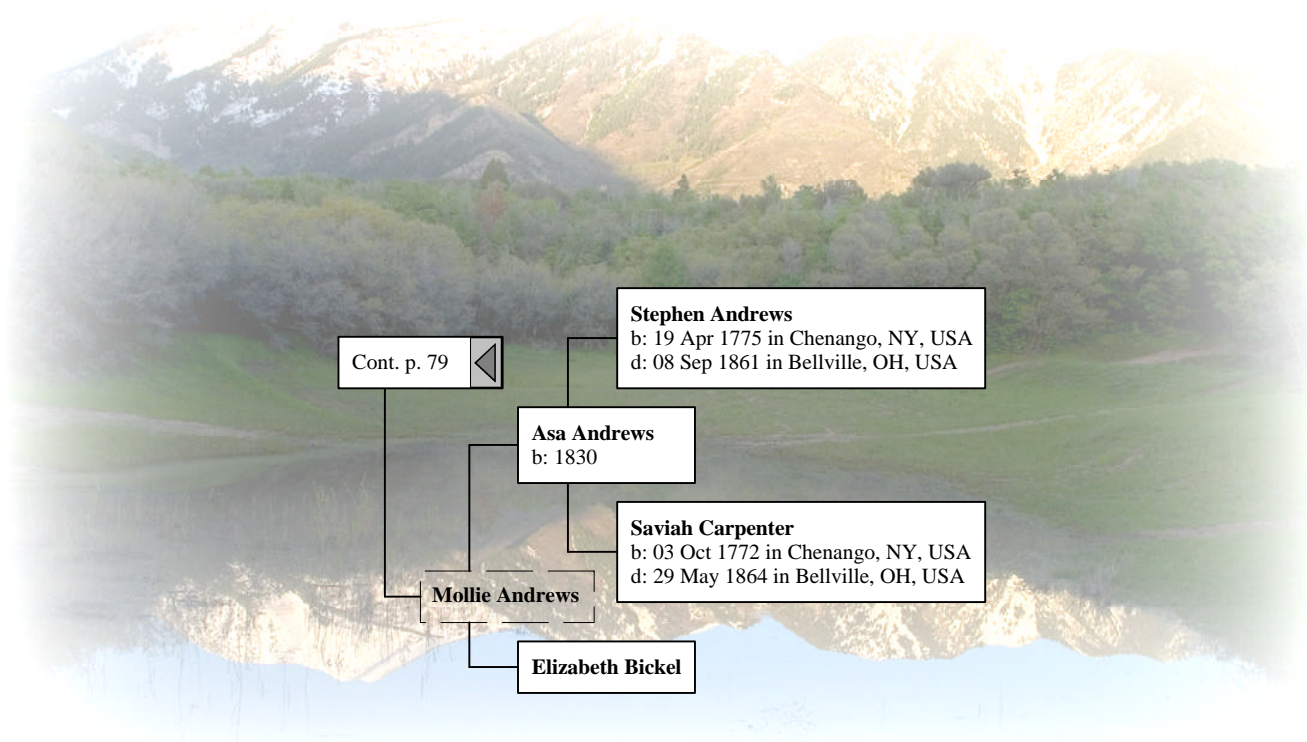 Stephen Andrews
b: 19 Apr 1775 in Chenango, NY, USA
d: 08 Sep 1861 in Bellville, OH, USA
Cont. p. 79
Asa Andrews
b: 1830
Saviah Carpenter
b: 03 Oct 1772 in Chenango, NY, USA
d: 29 May 1864 in Bellville, OH, USA
Mollie Andrews
Elizabeth Bickel